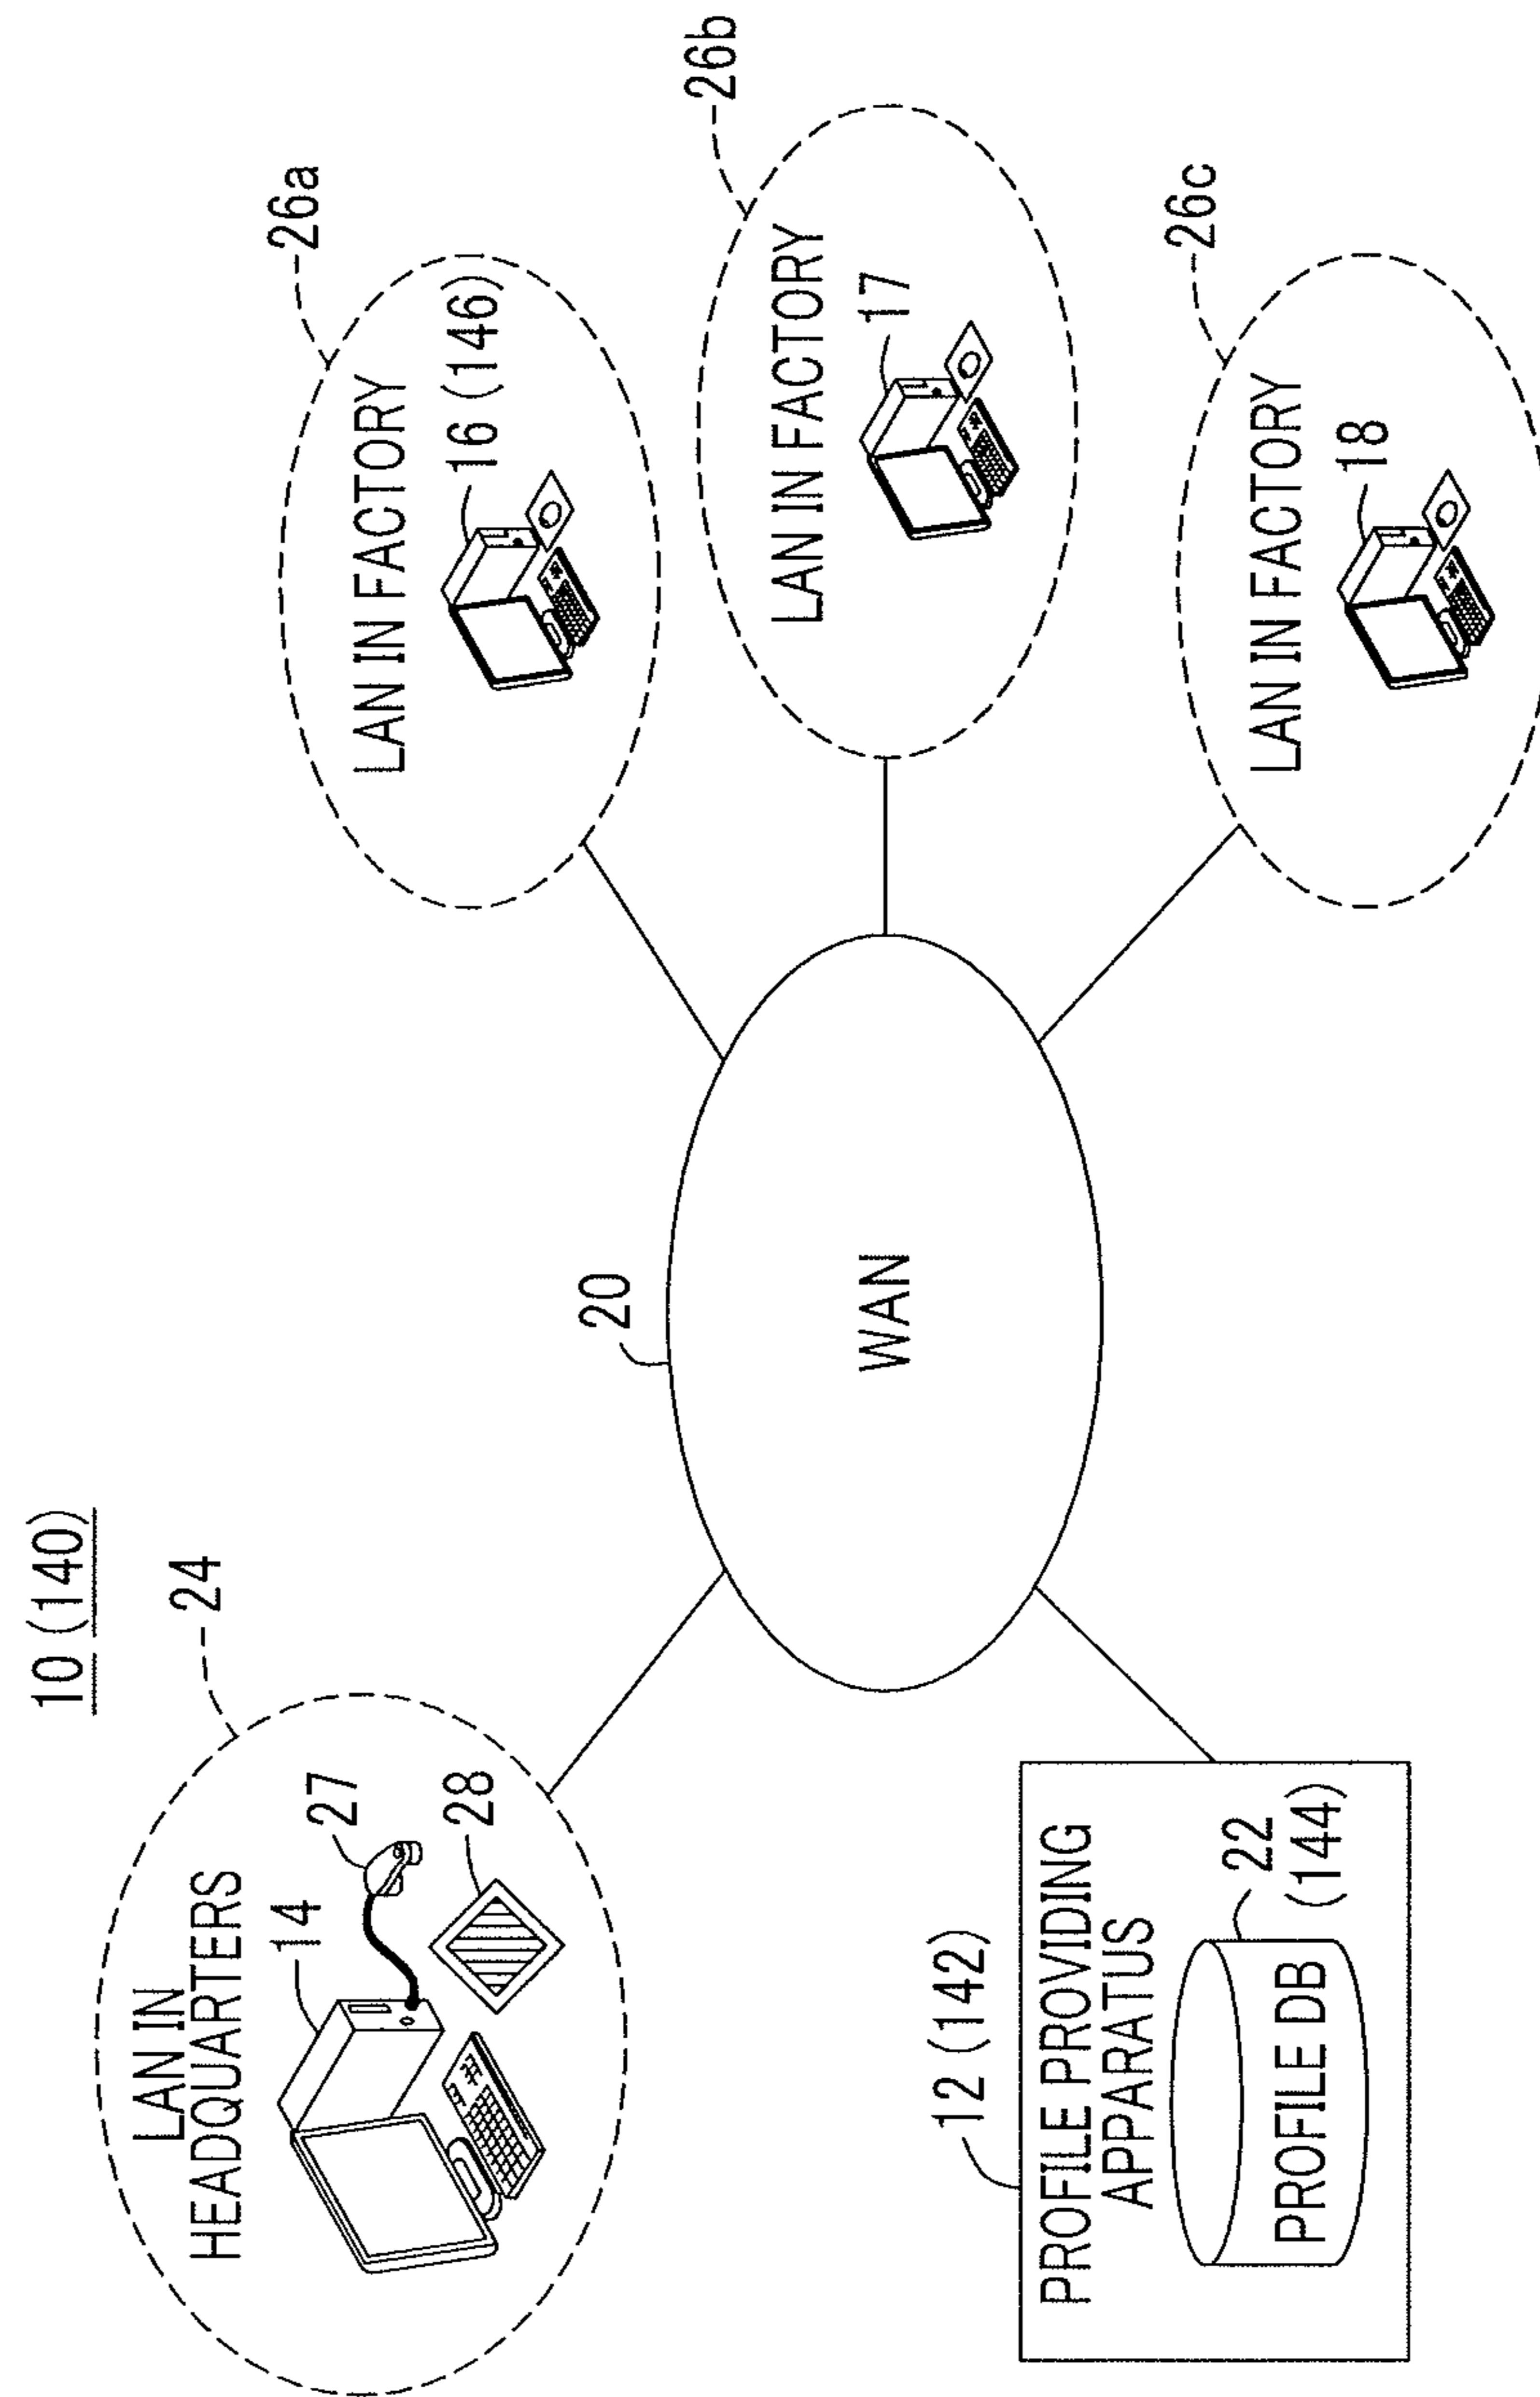 10 (140)
24
LAN IN
HEADQUARTERS
14
27
28
12 (142)
PROFILE PROVIDING
APPARATUS
22
(144)
PROFILE DB
20
WAN
26a
LAN IN FACTORY
16 (146)
26b
LAN IN FACTORY
17
26c
LAN IN FACTORY
18